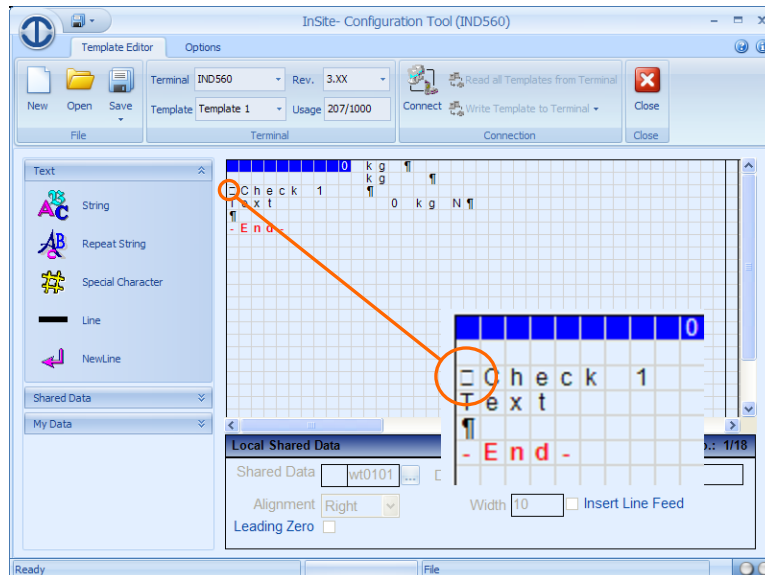 InSite- Configuration Tool (IND560)
Template Editor Options
New Open Save
File
Terminal IND560 Rev. 3.XX
Template Template 1 Usage 207/1000
Terminal
Connect Read all Templates from Terminal
Write Template to Terminal
Connection
Close
Close
Text
String
Repeat String
Special Character
Line
NewLine
Shared Data
My Data
0 kg ¶
kg ¶
□Check 1 ¶
Text 0 kg N¶
¶
-End-
0
□Check 1
Text
¶
-End-
Local Shared Data .: 1/18
Shared Data wt0101 ...
Alignment Right Width 10 Insert Line Feed
Leading Zero
Ready File